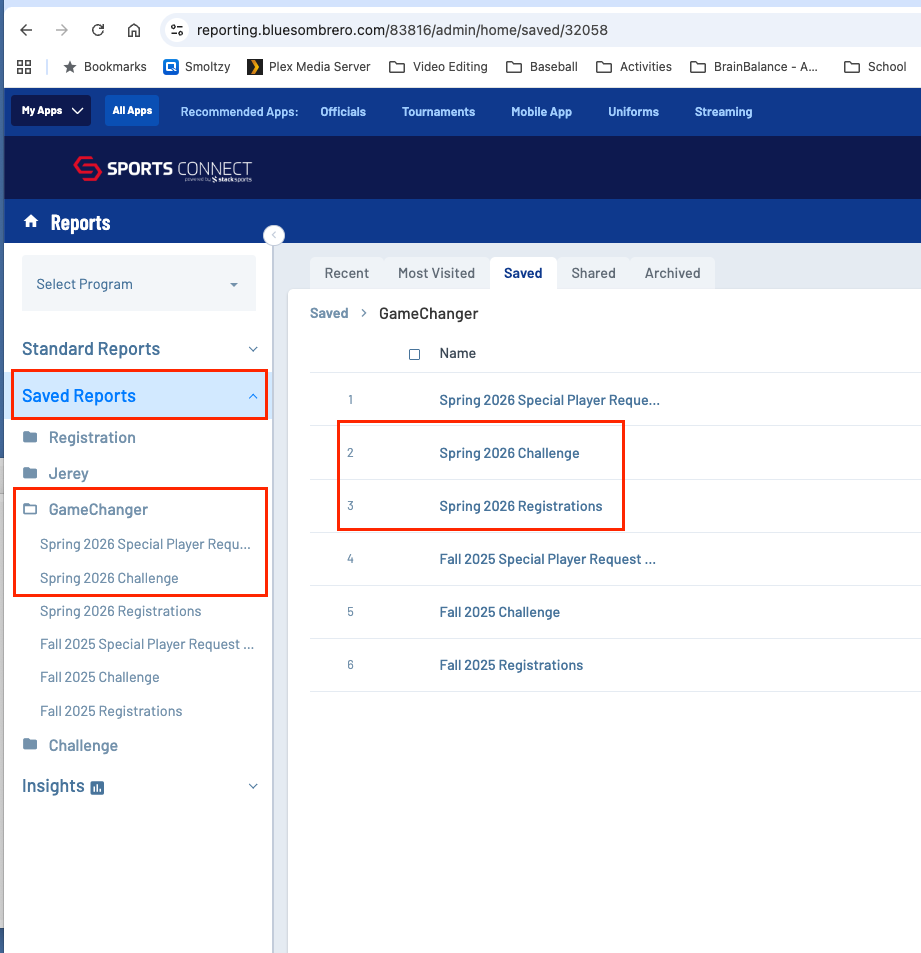 reporting.bluesombrero.com/83816/admin/home/saved/32058
Bookmarks Smoltzy Plex Media Server Video Editing Baseball Activities BrainBalance - A... School
My Apps All Apps Recommended Apps: Officials Tournaments Mobile App Uniforms Streaming
SPORTS CONNECT
powered by stack sports
Reports
Select Program
Standard Reports
Saved Reports
Registration
Jerey
GameChanger
Spring 2026 Special Player Requ...
Spring 2026 Challenge
Spring 2026 Registrations
Fall 2025 Special Player Request ...
Fall 2025 Challenge
Fall 2025 Registrations
Challenge
Insights
Recent Most Visited Saved Shared Archived
Saved > GameChanger
Name
1 Spring 2026 Special Player Reque...
2 Spring 2026 Challenge
3 Spring 2026 Registrations
4 Fall 2025 Special Player Request ...
5 Fall 2025 Challenge
6 Fall 2025 Registrations